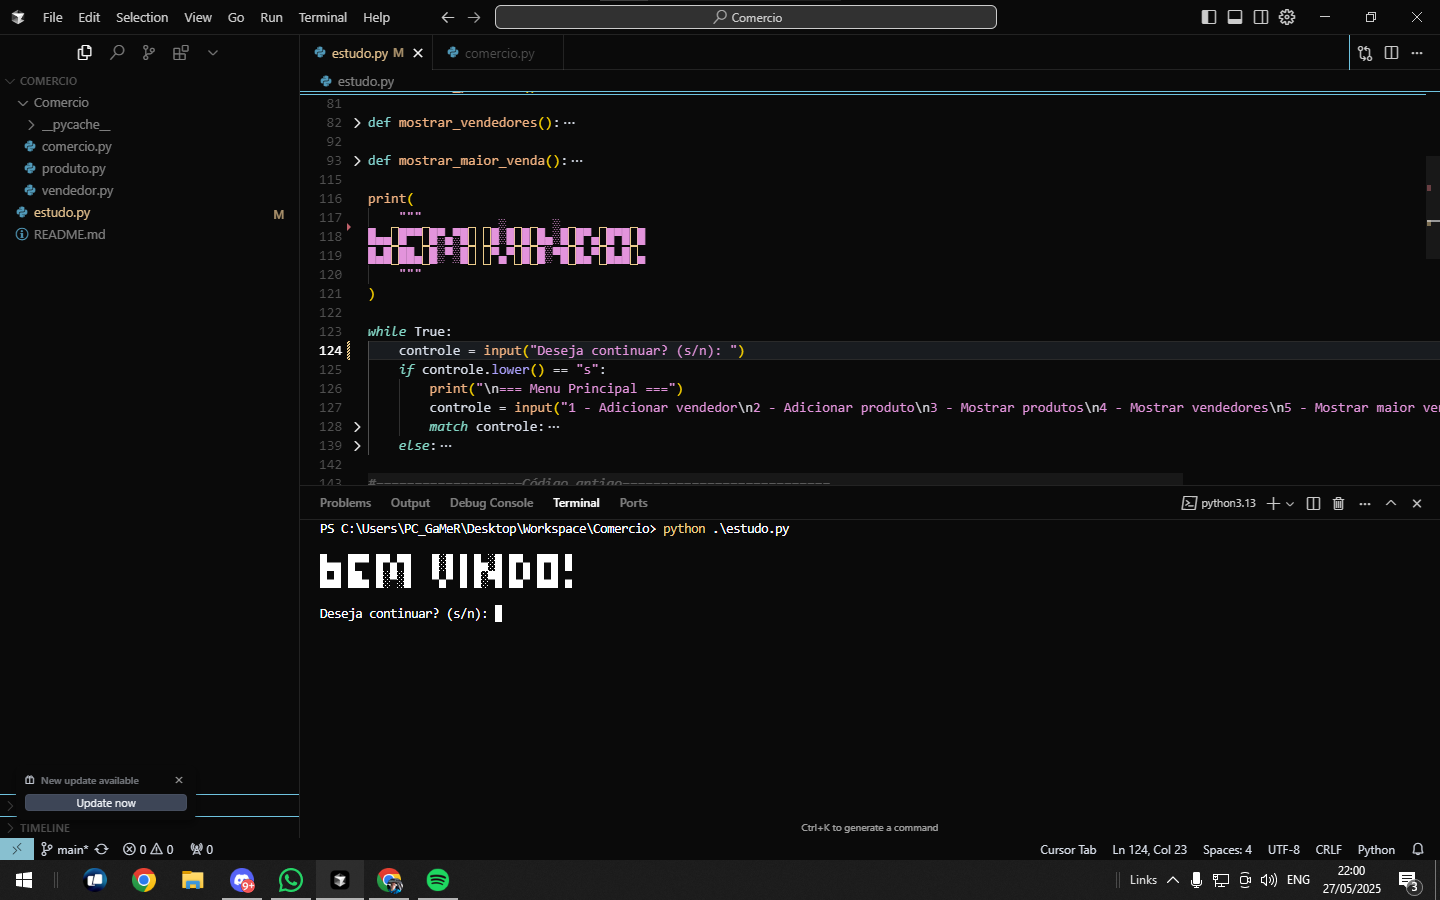 File Edit Selection View Go Run Terminal Help
Comercio
COMERCIO
Comercio
__pycache__
comercio.py
produto.py
vendedor.py
estudo.py M
README.md
New update available
Update now
TIMELINE
estudo.py M
comercio.py
estudo.py
81
82 def mostrar_vendedores():···
92
93 def mostrar_maior_venda():···
115
116 print(
117 """
118
119
120 """
121 )
122
123 while True:
124 controle = input("Deseja continuar? (s/n): ")
125 if controle.lower() == "s":
126 print("\n=== Menu Principal ===")
127 controle = input("1 - Adicionar vendedor\n2 - Adicionar produto\n3 - Mostrar produtos\n4 - Mostrar vendedores\n5 - Mostrar maior ve
128 match controle:···
139 else:···
142
143 #-------------------Código antigo---------------------------
Problems Output Debug Console Terminal Ports
python3.13
PS C:\Users\PC_GaMeR\Desktop\Workspace\Comercio> python .\estudo.py
bEM VINDO!
Deseja continuar? (s/n):
Ctrl+K to generate a command
main* 0 0 0
Cursor Tab Ln 124, Col 23 Spaces: 4 UTF-8 CRLF Python
9+
Links ENG
22:00
27/05/2025
3